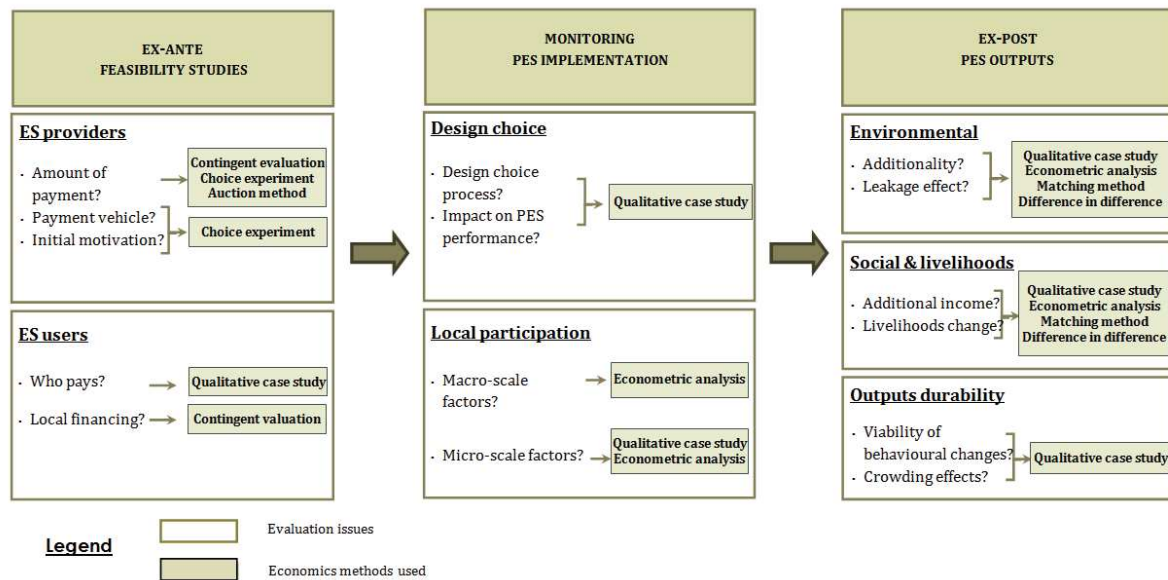 EX-ANTE
FEASIBILITY STUDIES
ES providers
· Amount of
payment?
· Payment vehicle?
· Initial motivation?
Contingent evaluation
Choice experiment
Auction method
Choice experiment
ES users
· Who pays?
Qualitative case study
· Local financing?
Contingent valuation
MONITORING
PES IMPLEMENTATION
Design choice
· Design choice
process?
· Impact on PES
performance?
Qualitative case study
Local participation
· Macro-scale
factors?
Econometric analysis
· Micro-scale factors?
Qualitative case study
Econometric analysis
EX-POST
PES OUTPUTS
Environmental
· Additionality?
· Leakage effect?
Qualitative case study
Econometric analysis
Matching method
Difference in difference
Social & livelihoods
· Additional income?
· Livelihoods change?
Qualitative case study
Econometric analysis
Matching method
Difference in difference
Outputs durability
· Viability of
behavioural changes?
· Crowding effects?
Qualitative case study
Legend
Evaluation issues
Economics methods used